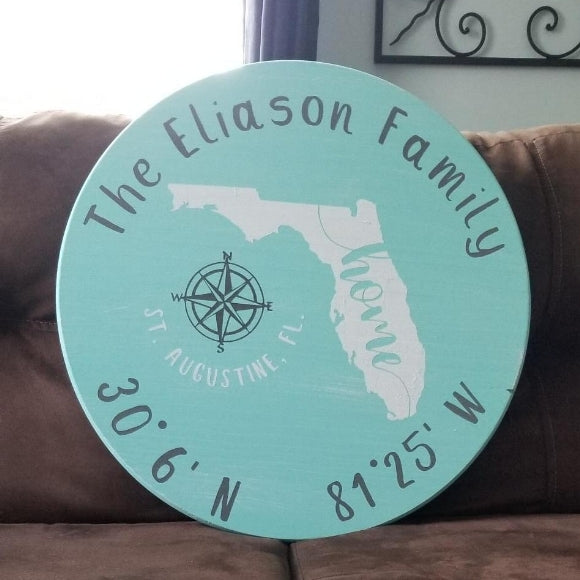 The Eliason Family
home
N
W E
S
ST. AUGUSTINE, FL.
30°6' N 81°25' W